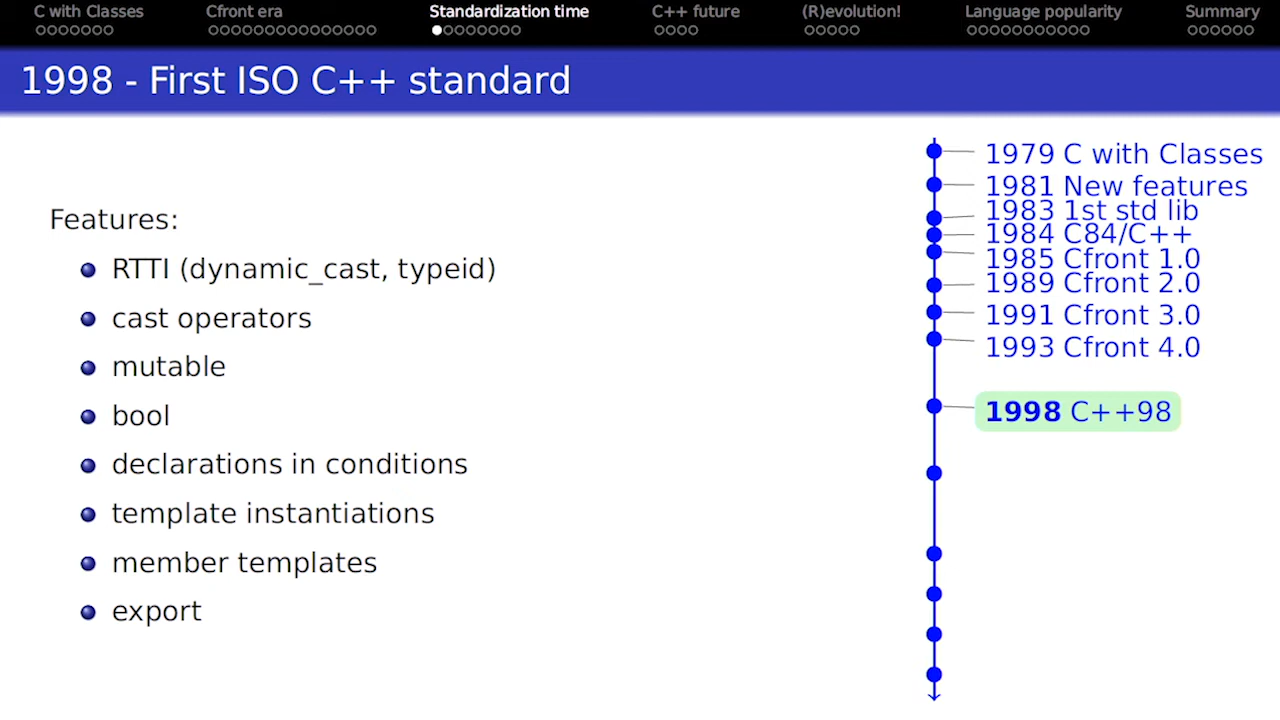 C with Classes
Cfront era
Standardization time
C++ future
(R)evolution!
Language popularity
Summary
1998 - First ISO C++ standard
Features:
RTTI (dynamic_cast, typeid)
cast operators
mutable
bool
declarations in conditions
template instantiations
member templates
export
1979 C with Classes
1981 New features
1983 1st std lib
1984 C84/C++
1985 Cfront 1.0
1989 Cfront 2.0
1991 Cfront 3.0
1993 Cfront 4.0
1998 C++98